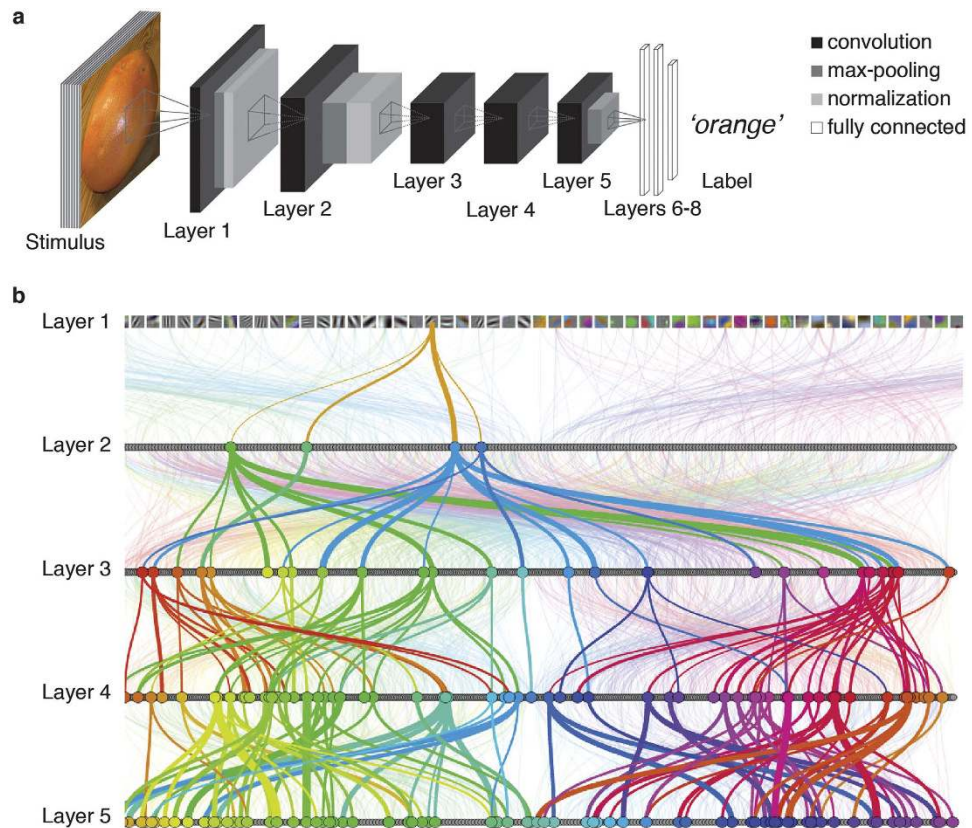 a
convolution
max-pooling
normalization
fully connected
'orange'
Stimulus
Layer 1
Layer 2
Layer 3
Layer 4
Layer 5
Layers 6-8
Label
b
Layer 1
Layer 2
Layer 3
Layer 4
Layer 5